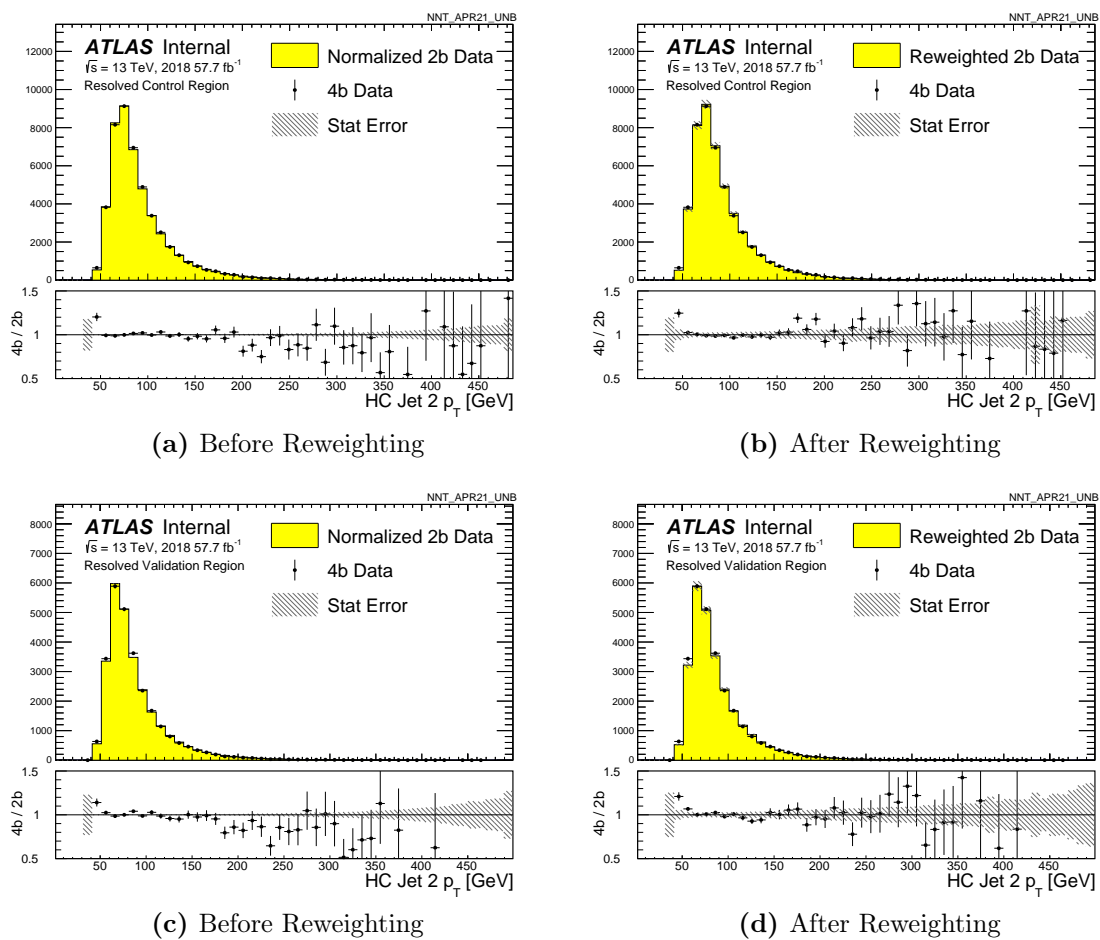 NNT_APR21_UNB
ATLAS Internal
√s = 13 TeV, 2018 57.7 fb-1
Resolved Control Region
Normalized 2b Data
4b Data
Stat Error
12000
10000
8000
6000
4000
2000
0
1.5
1
0.5
4b / 2b
50 100 150 200 250 300 350 400 450
HC Jet 2 pT [GeV]
(a) Before Reweighting
NNT_APR21_UNB
ATLAS Internal
√s = 13 TeV, 2018 57.7 fb-1
Resolved Control Region
Reweighted 2b Data
4b Data
Stat Error
12000
10000
8000
6000
4000
2000
0
1.5
1
0.5
4b / 2b
50 100 150 200 250 300 350 400 450
HC Jet 2 pT [GeV]
(b) After Reweighting
NNT_APR21_UNB
ATLAS Internal
√s = 13 TeV, 2018 57.7 fb-1
Resolved Validation Region
Normalized 2b Data
4b Data
Stat Error
8000
7000
6000
5000
4000
3000
2000
1000
0
1.5
1
0.5
4b / 2b
50 100 150 200 250 300 350 400 450
HC Jet 2 pT [GeV]
(c) Before Reweighting
NNT_APR21_UNB
ATLAS Internal
√s = 13 TeV, 2018 57.7 fb-1
Resolved Validation Region
Reweighted 2b Data
4b Data
Stat Error
8000
7000
6000
5000
4000
3000
2000
1000
0
1.5
1
0.5
4b / 2b
50 100 150 200 250 300 350 400 450
HC Jet 2 pT [GeV]
(d) After Reweighting